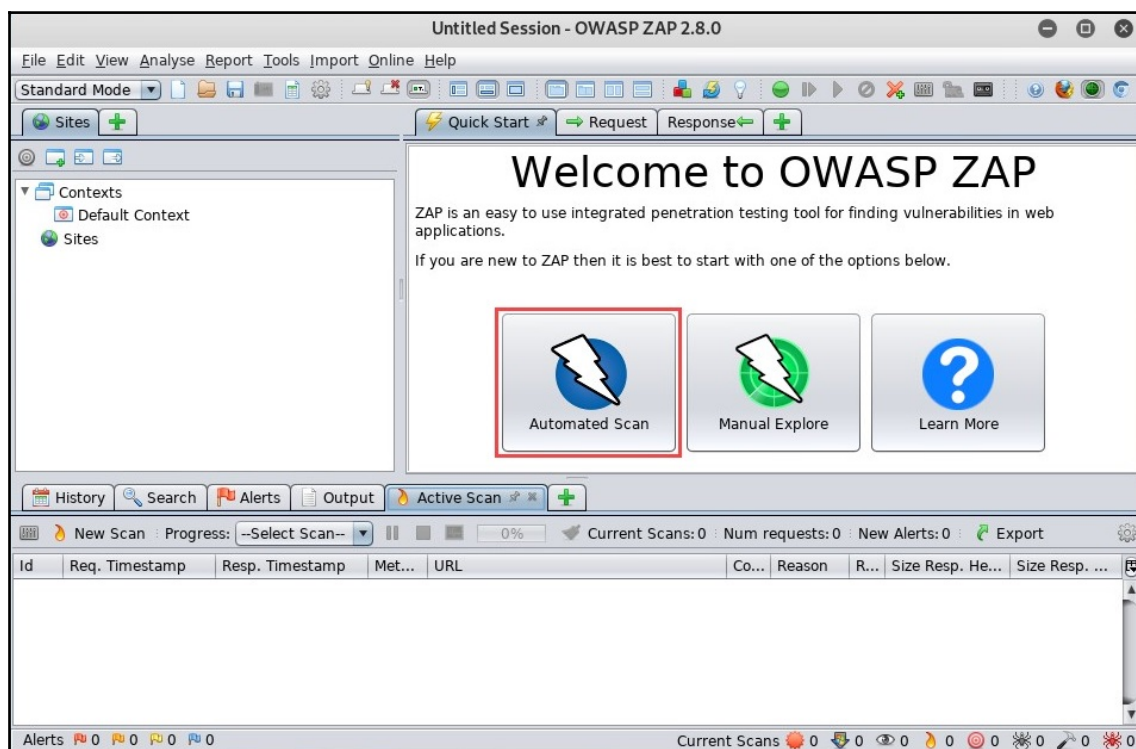 Untitled Session - OWASP ZAP 2.8.0
File Edit View Analyse Report Tools Import Online Help
Standard Mode
Sites
Quick Start
Request
Response
Contexts
Default Context
Sites
Welcome to OWASP ZAP
ZAP is an easy to use integrated penetration testing tool for finding vulnerabilities in web
applications.
If you are new to ZAP then it is best to start with one of the options below.
Automated Scan
Manual Explore
Learn More
History
Search
Alerts
Output
Active Scan
New Scan
Progress: --Select Scan--
0%
Current Scans: 0
Num requests: 0
New Alerts: 0
Export
Id
Req. Timestamp
Resp. Timestamp
Met...
URL
Co...
Reason
R...
Size Resp. He...
Size Resp. ...
Alerts 0 0 0 0
Current Scans 0 0 0 0 0 0 0 0